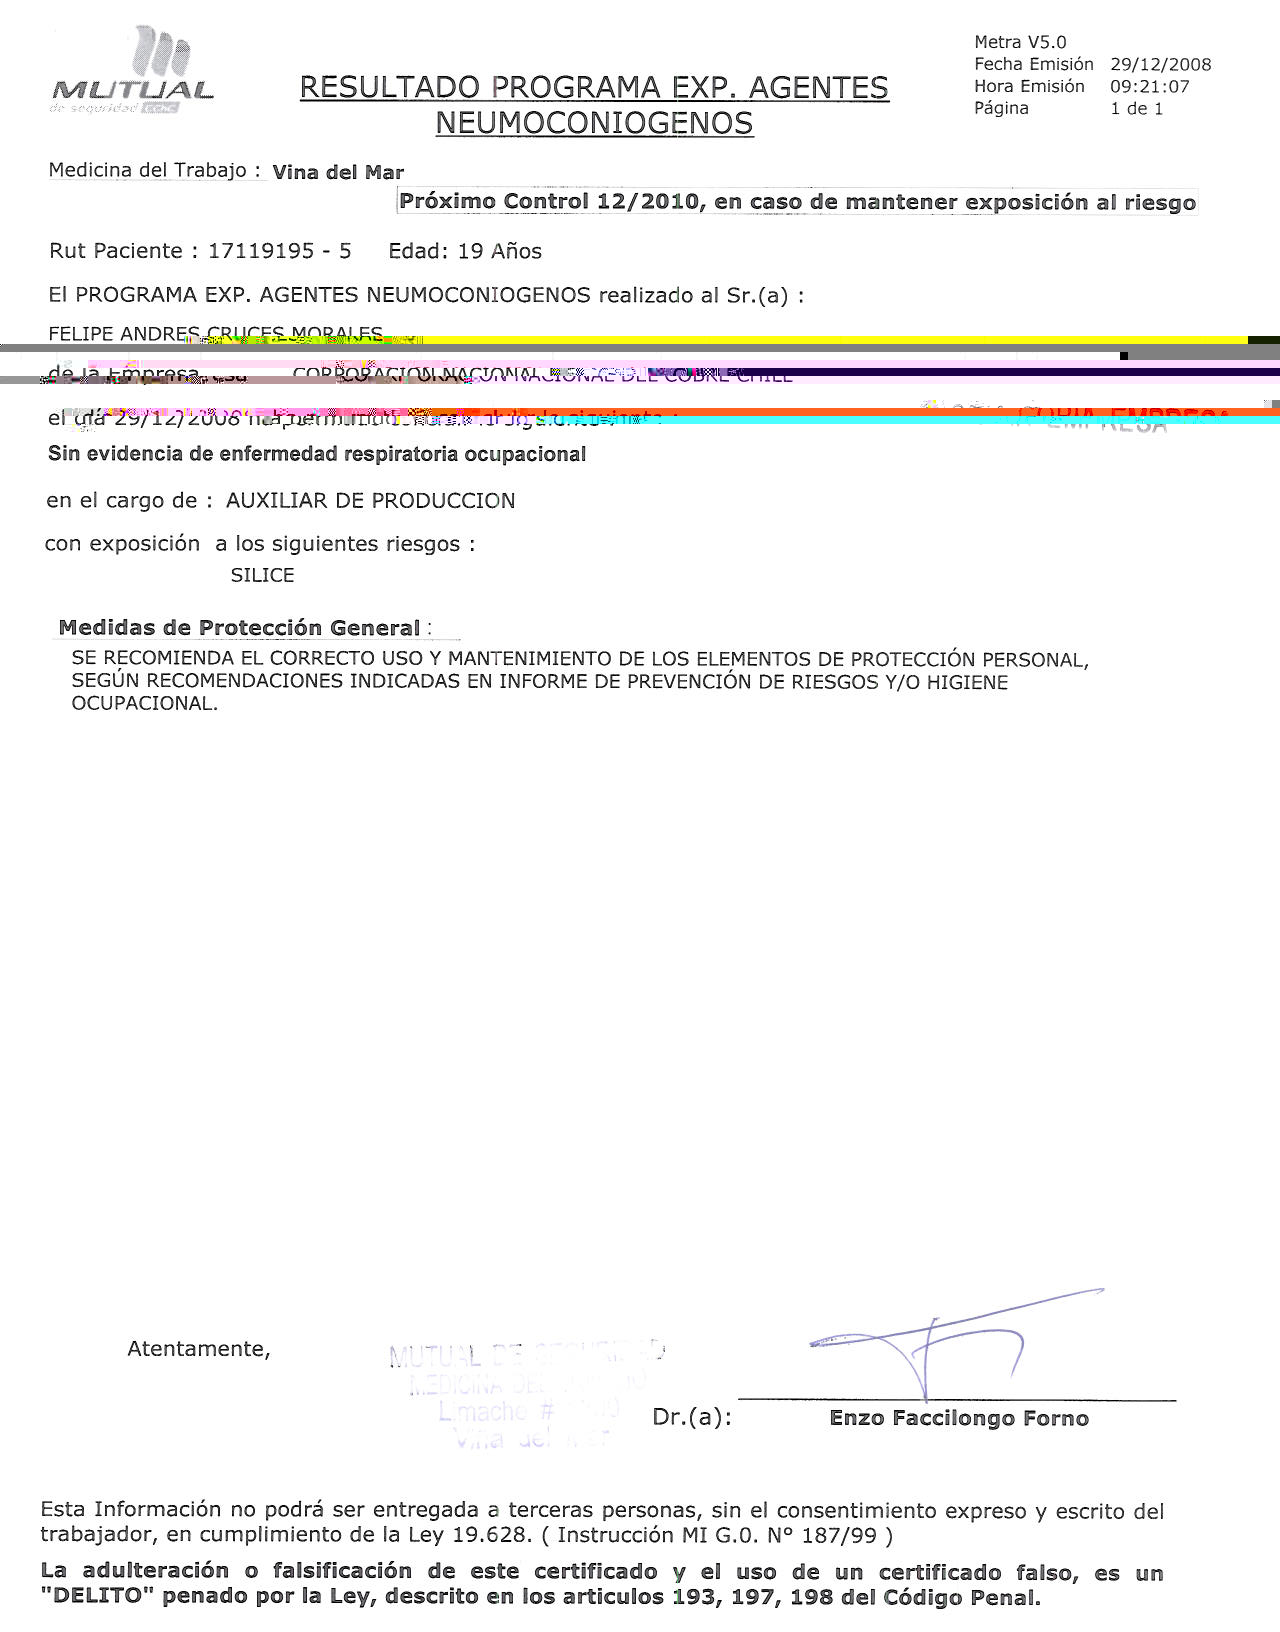 MUTUAL
de seguridad CChC
Metra V5.0
Fecha Emisión 29/12/2008
Hora Emisión 09:21:07
Página 1 de 1
RESULTADO PROGRAMA EXP. AGENTES
NEUMOCONIOGENOS
Medicina del Trabajo : Vina del Mar
Próximo Control 12/2010, en caso de mantener exposición al riesgo
Rut Paciente : 17119195 - 5 Edad: 19 Años
El PROGRAMA EXP. AGENTES NEUMOCONIOGENOS realizado al Sr.(a) :
FELIPE ANDRES CRUCES MORALES
de la Empresa CORPORACION NACIONAL DEL COBRE CHILE
el día 29/12/2008 ha permitido
COPIA EMPRESA
Sin evidencia de enfermedad respiratoria ocupacional
en el cargo de : AUXILIAR DE PRODUCCION
con exposición a los siguientes riesgos :
SILICE
Medidas de Protección General :
SE RECOMIENDA EL CORRECTO USO Y MANTENIMIENTO DE LOS ELEMENTOS DE PROTECCIÓN PERSONAL,
SEGÚN RECOMENDACIONES INDICADAS EN INFORME DE PREVENCIÓN DE RIESGOS Y/O HIGIENE
OCUPACIONAL.
Atentamente,
MUTUAL DE SEGURIDAD
MEDICINA DEL TRABAJO
Limache #
Viña del Mar
Dr.(a): Enzo Faccilongo Forno
Esta Información no podrá ser entregada a terceras personas, sin el consentimiento expreso y escrito del
trabajador, en cumplimiento de la Ley 19.628. ( Instrucción MI G.0. Nº 187/99 )
La adulteración o falsificación de este certificado y el uso de un certificado falso, es un
"DELITO" penado por la Ley, descrito en los articulos 193, 197, 198 del Código Penal.